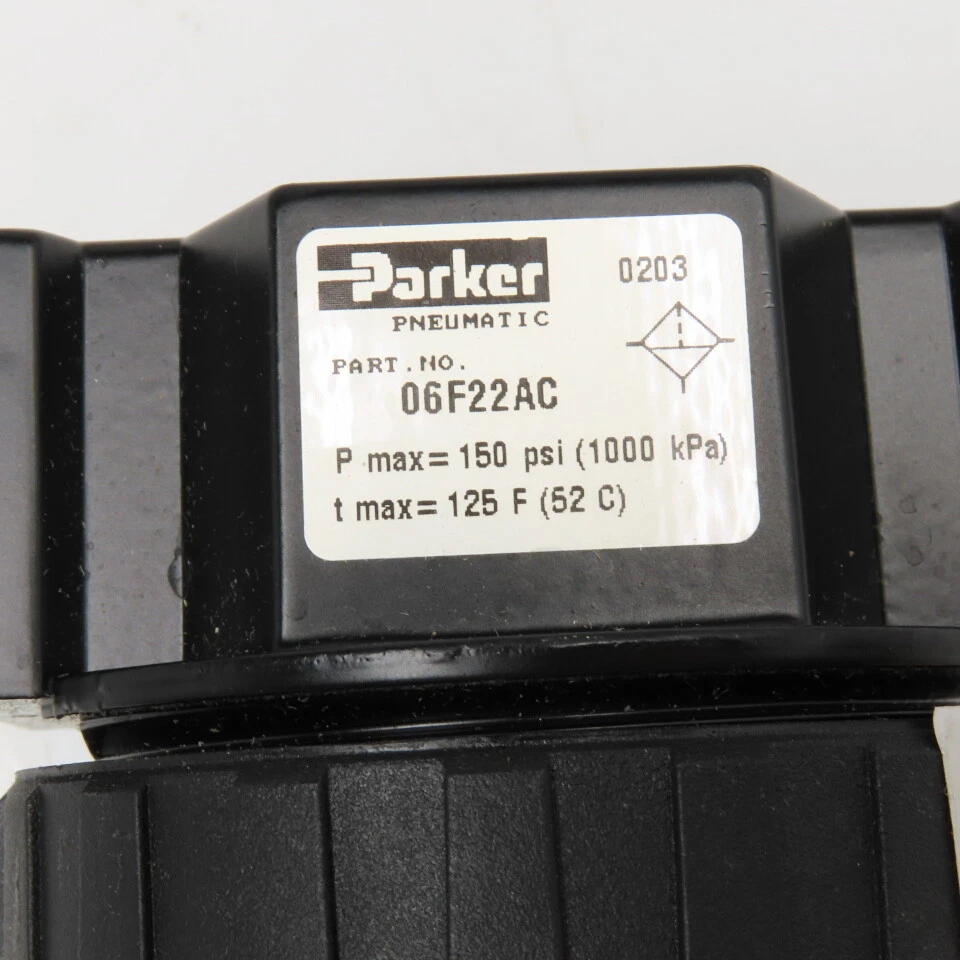 Parker
0203
PNEUMATIC
PART.NO.
06F22AC
P max= 150 psi (1000 kPa)
t max= 125 F (52 C)